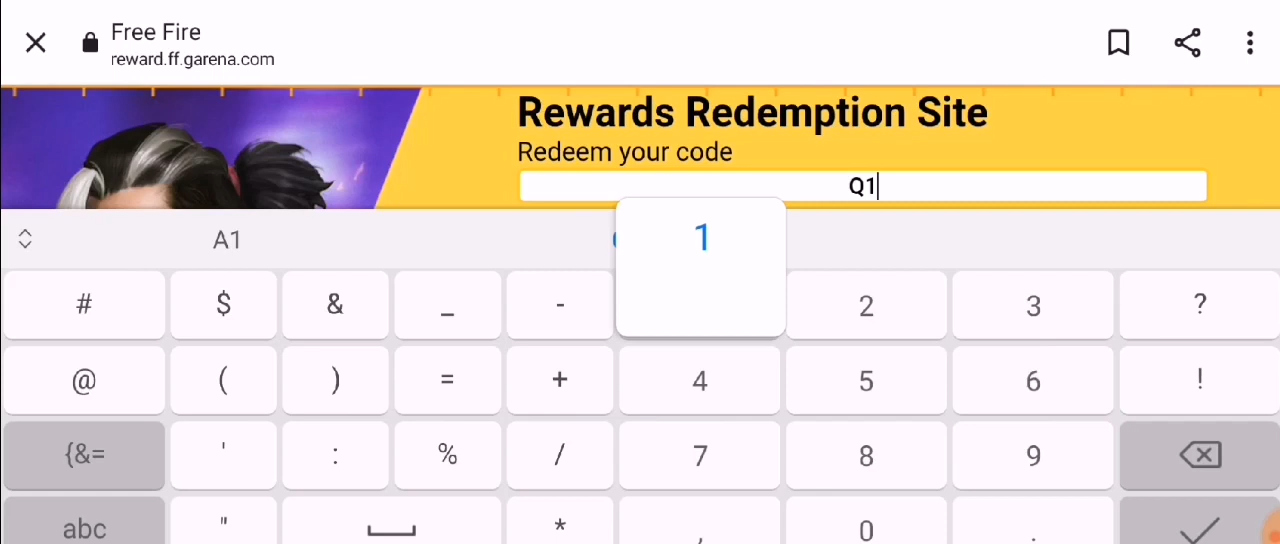 Free Fire
reward.ff.garena.com
Rewards Redemption Site
Redeem your code
Q1
A1
1
# $ & _ - 2 3 ?
@ ( ) = + 4 5 6 !
{&= ' : % / 7 8 9
abc " * , 0 .